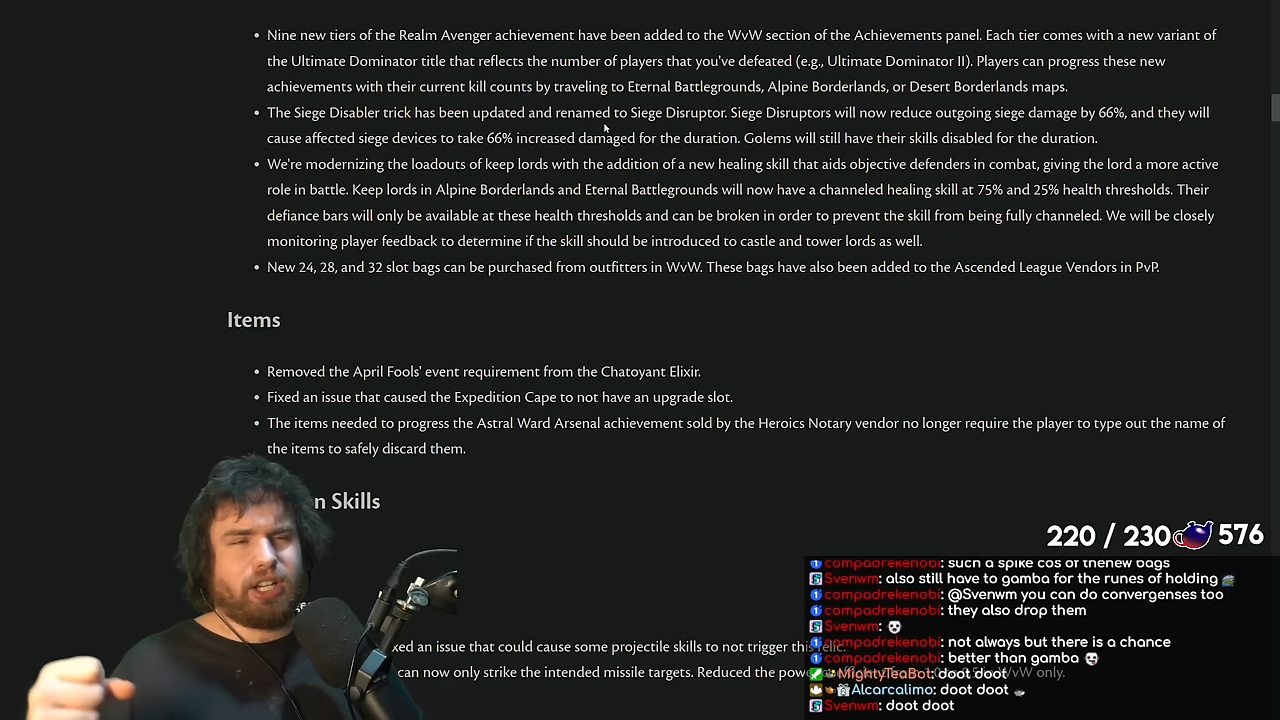 Nine new tiers of the Realm Avenger achievement have been added to the WvW section of the Achievements panel. Each tier comes with a new variant of
the Ultimate Dominator title that reflects the number of players that you've defeated (e.g., Ultimate Dominator II). Players can progress these new
achievements with their current kill counts by traveling to Eternal Battlegrounds, Alpine Borderlands, or Desert Borderlands maps.
The Siege Disabler trick has been updated and renamed to Siege Disruptor. Siege Disruptors will now reduce outgoing siege damage by 66%, and they will
cause affected siege devices to take 66% increased damaged for the duration. Golems will still have their skills disabled for the duration.
We're modernizing the loadouts of keep lords with the addition of a new healing skill that aids objective defenders in combat, giving the lord a more active
role in battle. Keep lords in Alpine Borderlands and Eternal Battlegrounds will now have a channeled healing skill at 75% and 25% health thresholds. Their
defiance bars will only be available at these health thresholds and can be broken in order to prevent the skill from being fully channeled. We will be closely
monitoring player feedback to determine if the skill should be introduced to castle and tower lords as well.
New 24, 28, and 32 slot bags can be purchased from outfitters in WvW. These bags have also been added to the Ascended League Vendors in PvP.
Items
Removed the April Fools' event requirement from the Chatoyant Elixir.
Fixed an issue that caused the Expedition Cape to not have an upgrade slot.
The items needed to progress the Astral Ward Arsenal achievement sold by the Heroics Notary vendor no longer require the player to type out the name of
the items to safely discard them.
n Skills
220 / 230 576
compadrekenobi: such a spike cos of thenew bags
Svenwm: also still have to gamba for the runes of holding
compadrekenobi: @Svenwm you can do convergenses too
compadrekenobi: they also drop them
Svenwm:
compadrekenobi: not always but there is a chance
xed an issue that could cause some projectile skills to not trigger this relic.
compadrekenobi: better than gamba
can now only strike the intended missile targets. Reduced the power WvW only.
MightyTeaBot: doot doot
Alcarcalimo: doot doot
Svenwm: doot doot